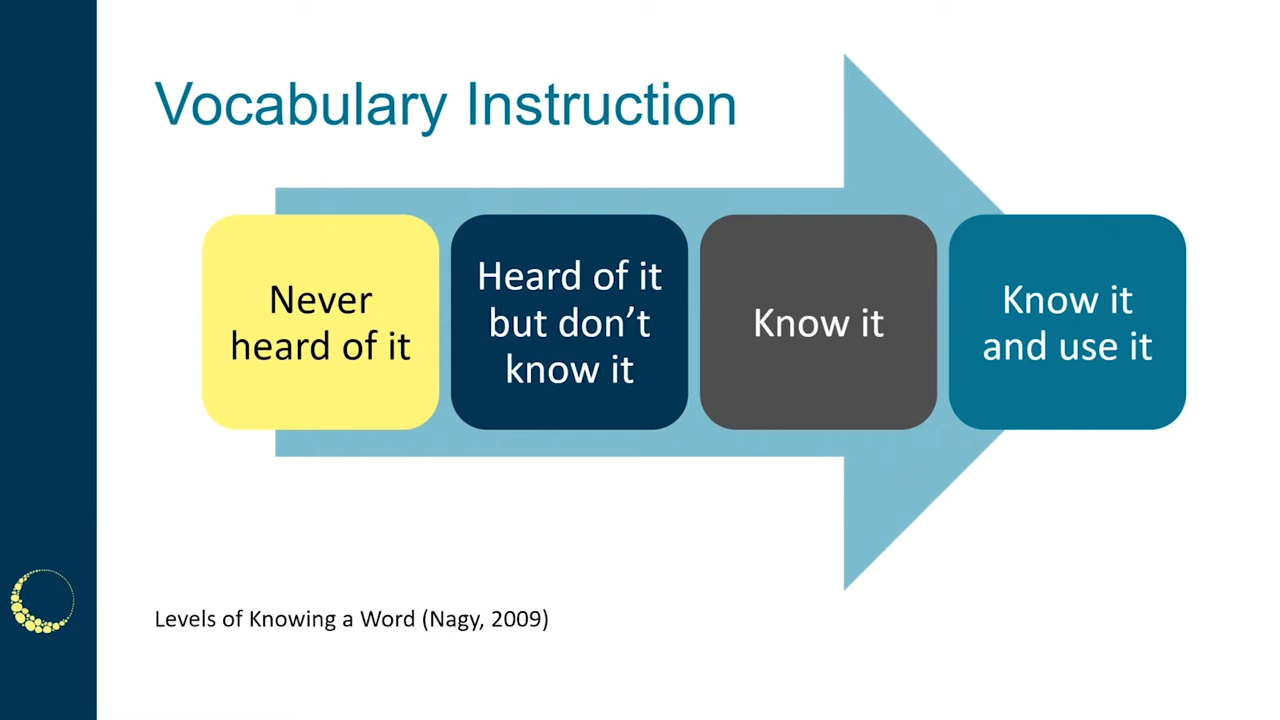 Vocabulary Instruction
Never
heard of it
Heard of it
but don’t
know it
Know it
Know it
and use it
Levels of Knowing a Word (Nagy, 2009)